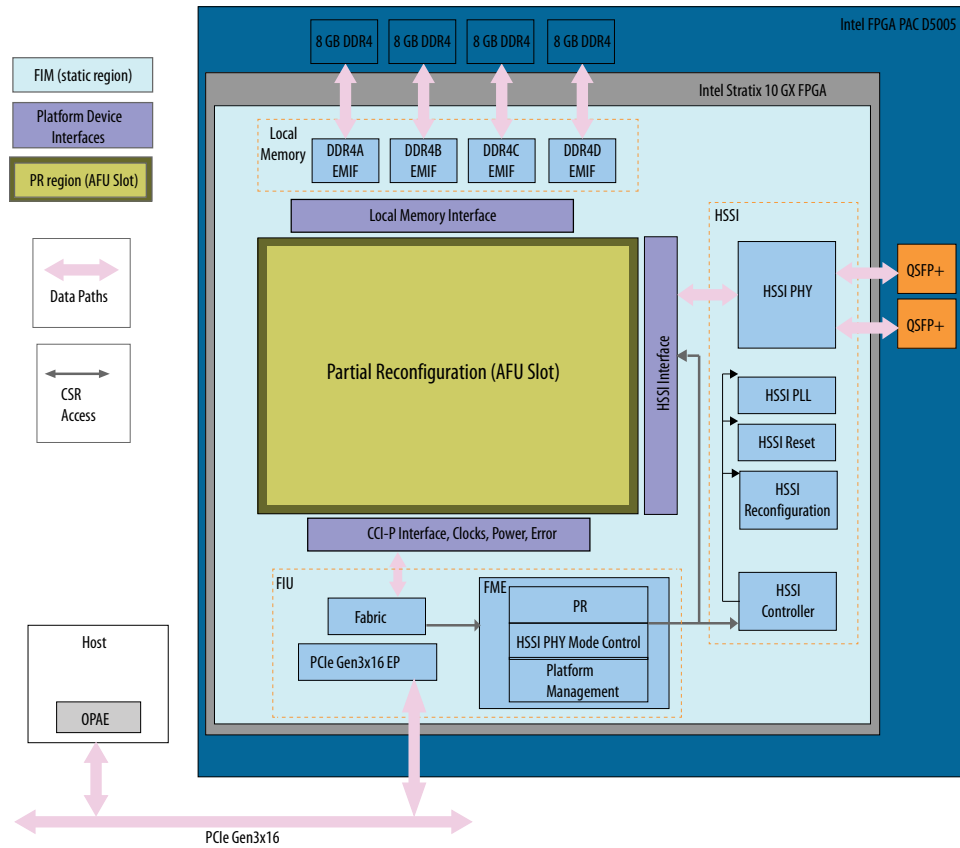 Intel FPGA PAC D5005
8 GB DDR4
8 GB DDR4
8 GB DDR4
8 GB DDR4
FIM (static region)
Platform Device
Interfaces
PR region (AFU Slot)
Data Paths
CSR
Access
Intel Stratix 10 GX FPGA
Local
Memory
DDR4A
EMIF
DDR4B
EMIF
DDR4C
EMIF
DDR4D
EMIF
Local Memory Interface
Partial Reconfiguration (AFU Slot)
HSSI Interface
HSSI
HSSI PHY
QSFP+
QSFP+
HSSI PLL
HSSI Reset
HSSI
Reconfiguration
HSSI
Controller
CCI-P Interface, Clocks, Power, Error
FIU
Fabric
PCIe Gen3x16 EP
FME
PR
HSSI PHY Mode Control
Platform
Management
Host
OPAE
PCIe Gen3x16